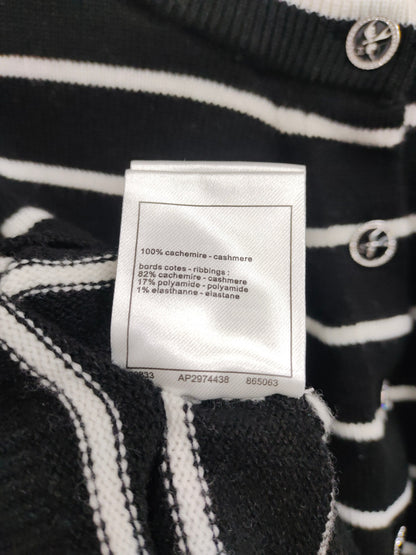 100% cachemire - cashmere
bords cotes - ribbings :
82% cachemire - cashmere
17% polyamide - polyamide
1% elasthanne - elastane
AP2974438 865063